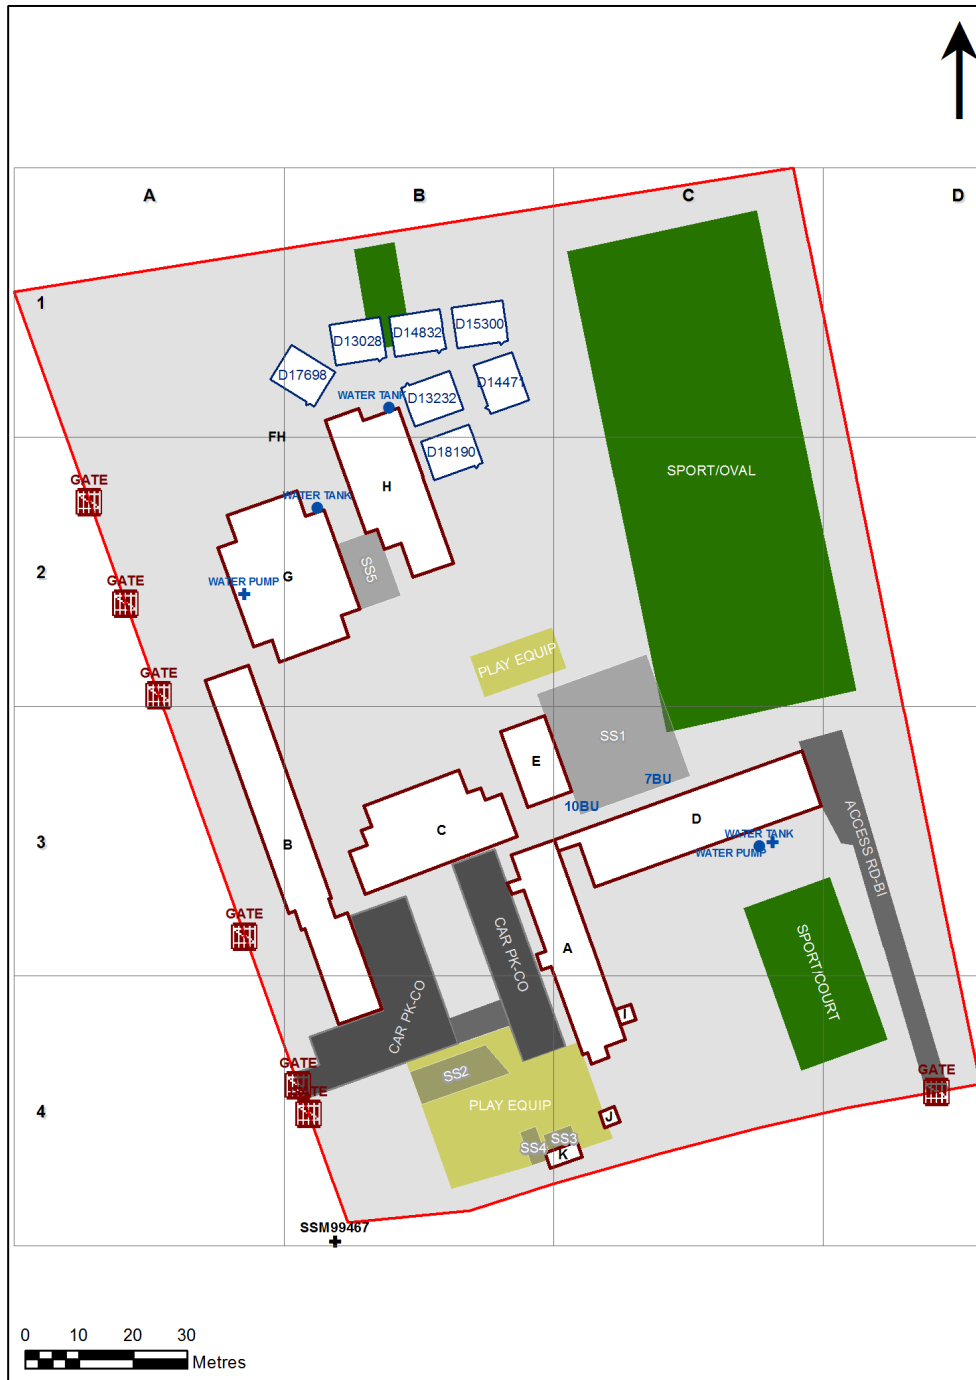 A
B
C
D
1
D13028
D14832
D15300
D17698
D14471
WATER TANK
D13232
FH
D18190
SPORT/OVAL
GATE
H
WATER TANK
2
GATE
WATER PUMP
G
SS5
PLAY EQUIP
GATE
SS1
E
7BU
10BU
D
ACCESS RD-BI
C
WATER TANK
WATER PUMP
3
B
GATE
A
CAR PK-CO
SPORT/COURT
CAR PK-CO
I
GATE
SS2
GATE
GATE
4
PLAY EQUIP
J
SS3
SS4
K
SSM99467
0 10 20 30
Metres